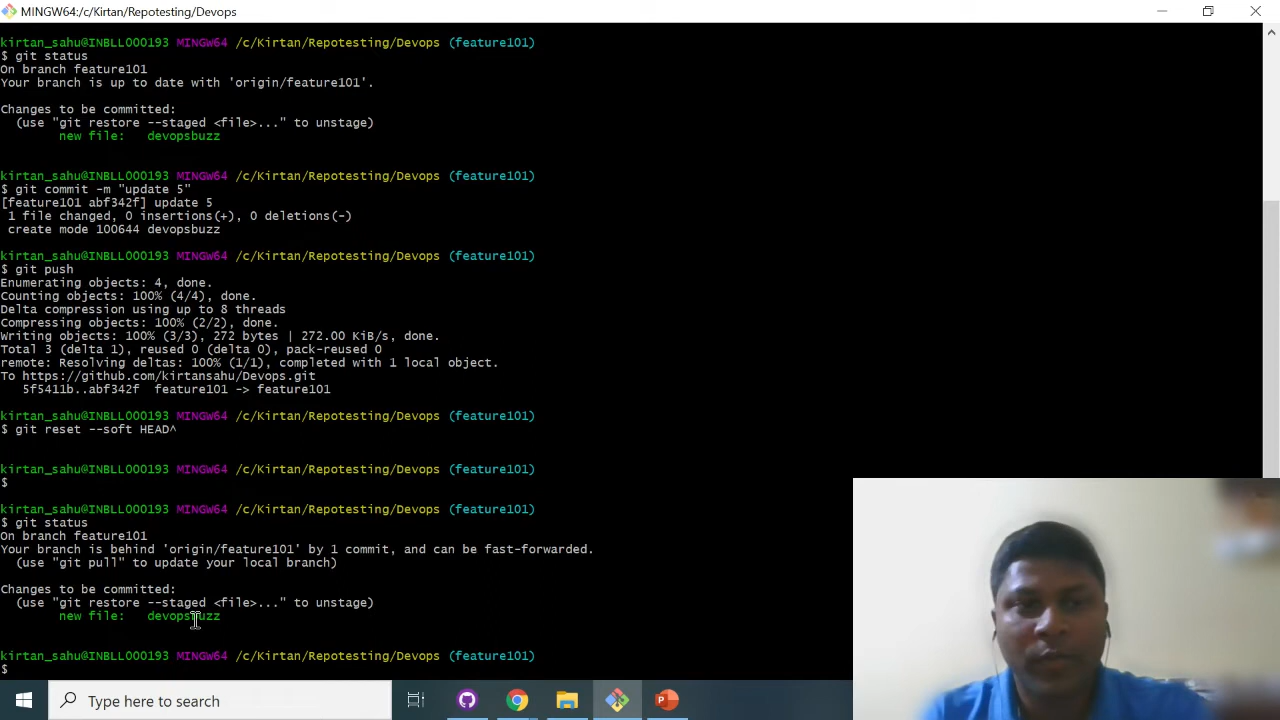 MINGW64:/c/Kirtan/Repotesting/Devops
kirtan_sahu@INBLL000193 MINGW64 /c/Kirtan/Repotesting/Devops (feature101)
$ git status
On branch feature101
Your branch is up to date with 'origin/feature101'.
Changes to be committed:
(use "git restore --staged <file>..." to unstage)
new file: devopsbuzz
kirtan_sahu@INBLL000193 MINGW64 /c/Kirtan/Repotesting/Devops (feature101)
$ git commit -m "update 5"
[feature101 abf342f] update 5
1 file changed, 0 insertions(+), 0 deletions(-)
create mode 100644 devopsbuzz
kirtan_sahu@INBLL000193 MINGW64 /c/Kirtan/Repotesting/Devops (feature101)
$ git push
Enumerating objects: 4, done.
Counting objects: 100% (4/4), done.
Delta compression using up to 8 threads
Compressing objects: 100% (2/2), done.
Writing objects: 100% (3/3), 272 bytes | 272.00 KiB/s, done.
Total 3 (delta 1), reused 0 (delta 0), pack-reused 0
remote: Resolving deltas: 100% (1/1), completed with 1 local object.
To https://github.com/kirtansahu/Devops.git
5f5411b..abf342f feature101 -> feature101
kirtan_sahu@INBLL000193 MINGW64 /c/Kirtan/Repotesting/Devops (feature101)
$ git reset --soft HEAD^
kirtan_sahu@INBLL000193 MINGW64 /c/Kirtan/Repotesting/Devops (feature101)
$
kirtan_sahu@INBLL000193 MINGW64 /c/Kirtan/Repotesting/Devops (feature101)
$ git status
On branch feature101
Your branch is behind 'origin/feature101' by 1 commit, and can be fast-forwarded.
(use "git pull" to update your local branch)
Changes to be committed:
(use "git restore --staged <file>..." to unstage)
new file: devopsbuzz
kirtan_sahu@INBLL000193 MINGW64 /c/Kirtan/Repotesting/Devops (feature101)
$
Type here to search